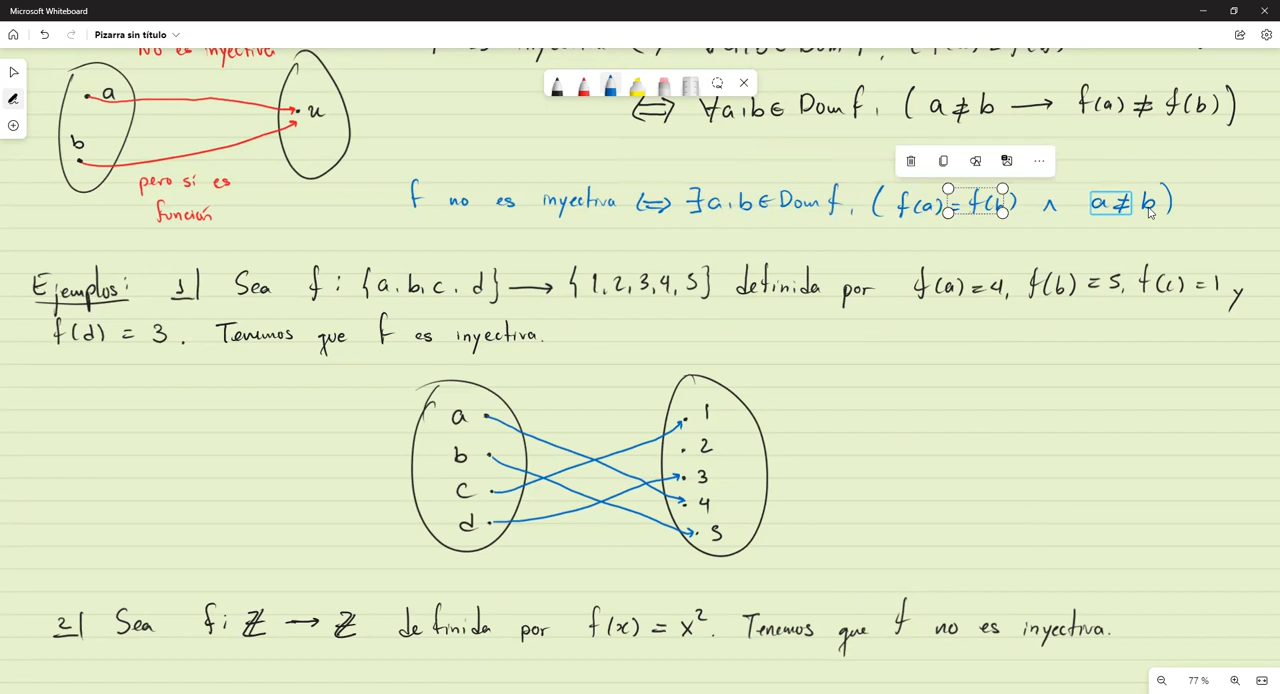 Microsoft Whiteboard
Pizarra sin título
No es inyectiva
a
b
u
pero sí es
función
⟺ ∀a,b∈Dom f, (a≠b → f(a)≠f(b))
f no es inyectiva ⟺ ∃a,b∈Dom f, (f(a)=f(b) ∧ a≠b)
Ejemplos: 1| Sea f: {a,b,c,d} → {1,2,3,4,5} definida por f(a)=4, f(b)=5, f(c)=1 y
f(d) = 3. Tenemos que f es inyectiva.
a
b
c
d
1
2
3
4
5
2| Sea f: ℤ → ℤ definida por f(x) = x². Tenemos que f no es inyectiva.
77 %